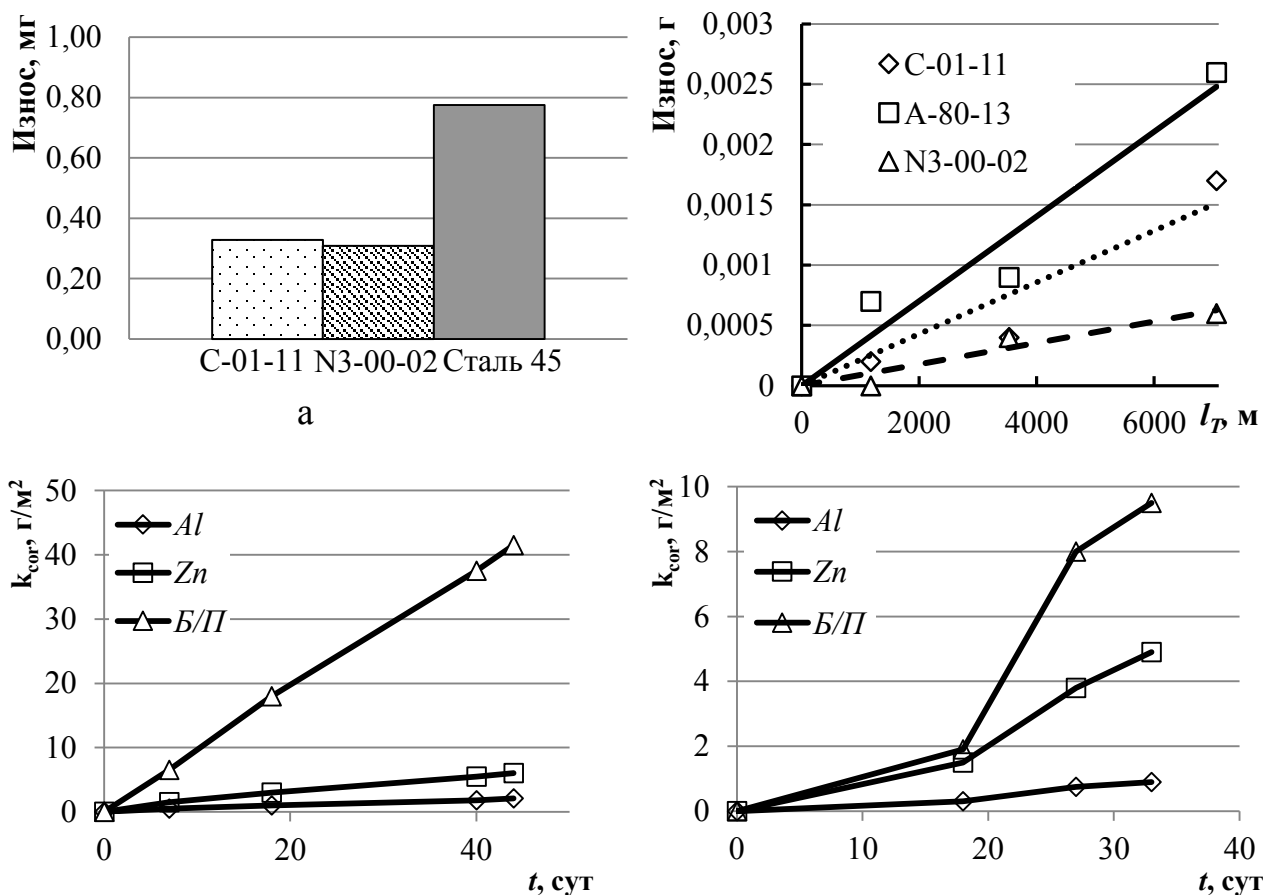 Износ, мг
1,00
0,80
0,60
0,40
0,20
0,00
С-01-11 N3-00-02 Сталь 45
а
Износ, г
0,003
0,0025
0,002
0,0015
0,001
0,0005
0
С-01-11
А-80-13
N3-00-02
0 2000 4000 6000 l_T, м
k_cor, г/м²
50
40
30
20
10
0
Al
Zn
Б/П
0 20 40
t, сут
k_cor, г/м²
10
8
6
4
2
0
Al
Zn
Б/П
0 10 20 30 40
t, сут